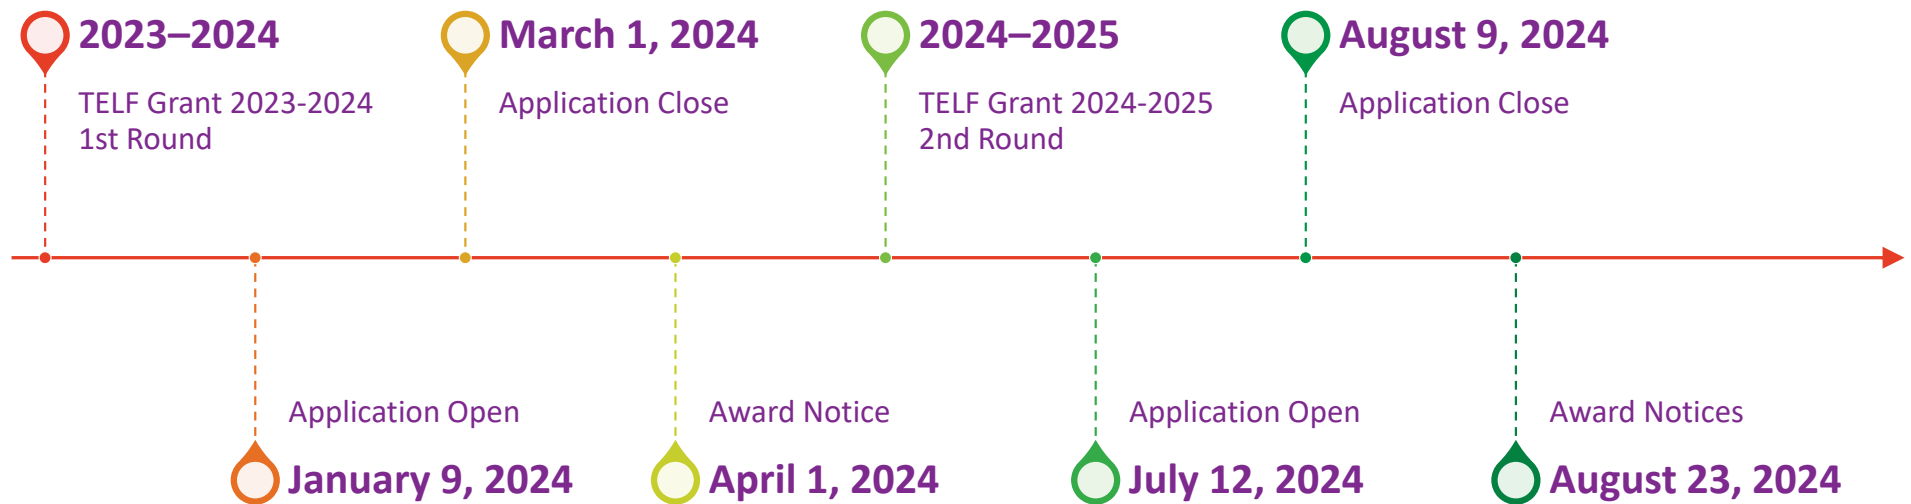 2023–2024
TELF Grant 2023-2024
1st Round
Application Open
January 9, 2024
March 1, 2024
Application Close
Award Notice
April 1, 2024
2024–2025
TELF Grant 2024-2025
2nd Round
Application Open
July 12, 2024
August 9, 2024
Application Close
Award Notices
August 23, 2024